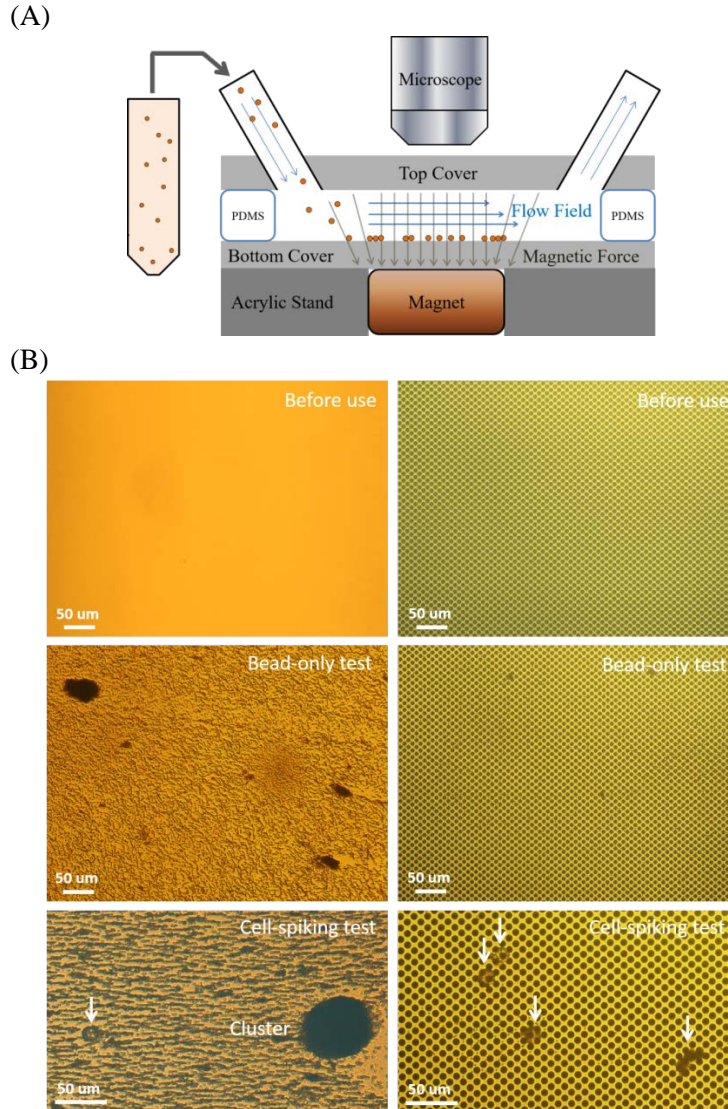 (A)
Microscope
Top Cover
PDMS
Flow Field
PDMS
Bottom Cover
Magnetic Force
Acrylic Stand
Magnet
(B)
Before use
Before use
50 um
50 um
Bead-only test
Bead-only test
50 um
50 um
Cell-spiking test
Cell-spiking test
Cluster
50 um
50 um